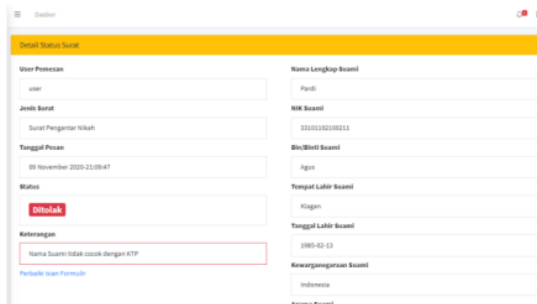 Dasbor
Detail Status Surat
User Pemesan
user
Jenis Surat
Surat Pengantar Nikah
Tanggal Pesan
09 November 2020-21:09:47
Status
Ditolak
Keterangan
Nama Suami tidak cocok dengan KTP
Perbaiki Isian Formulir
Nama Lengkap Suami
Pardi
NIK Suami
Bin/Binti Suami
Agus
Tempat Lahir Suami
Klagan
Tanggal Lahir Suami
1985-02-13
Kewarganegaraan Suami
Indonesia
Agama Suami